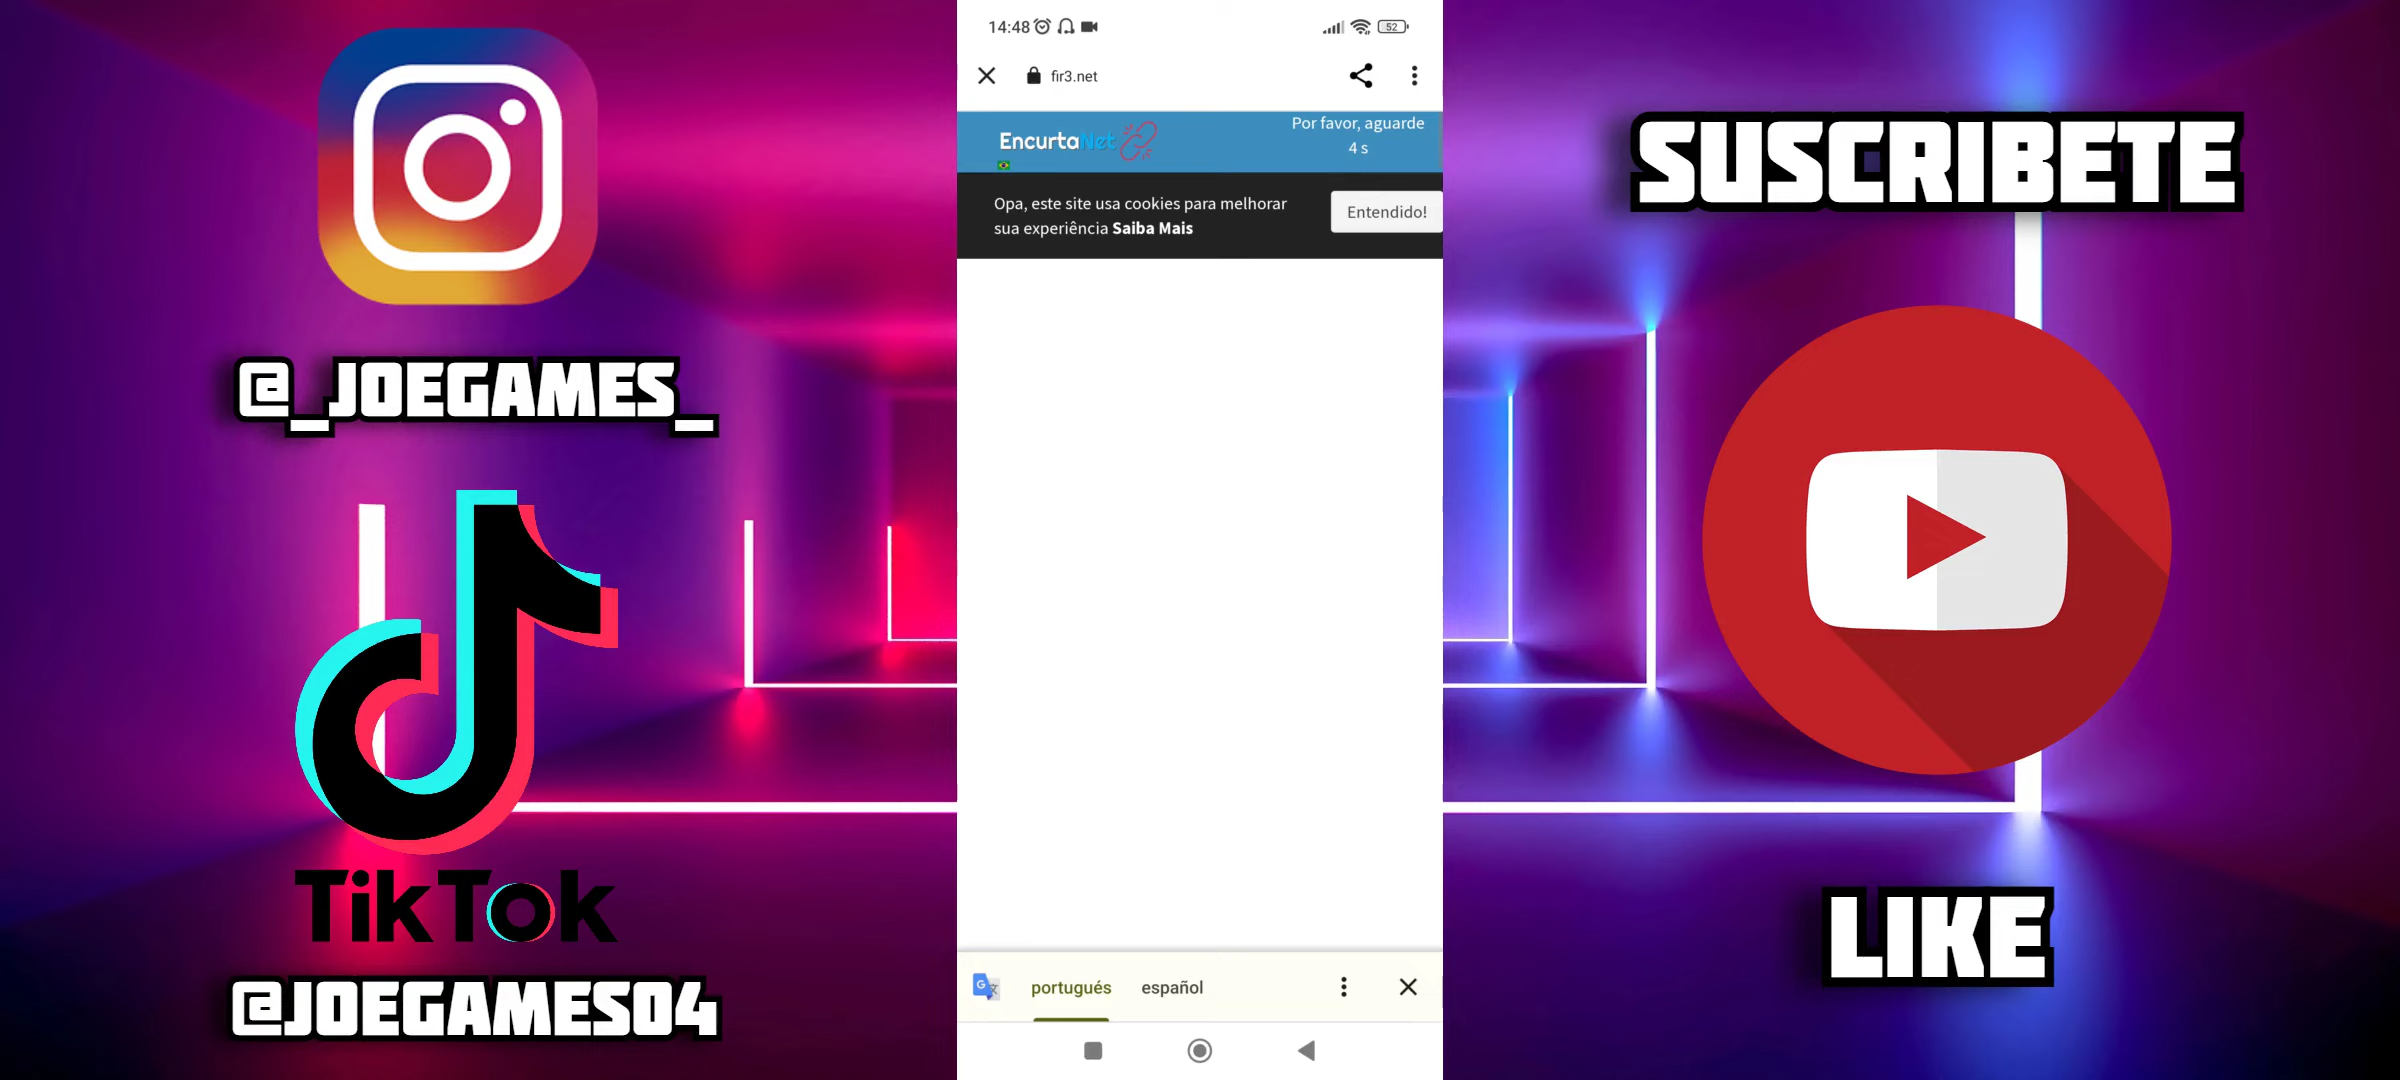 @_JOEGAMES_
TikTok
@JOEGAMES04
14:48
52
fir3.net
EncurtaNet
Por favor, aguarde
4 s
Opa, este site usa cookies para melhorar
sua experiência Saiba Mais
Entendido!
portugués español
SUSCRIBETE
LIKE